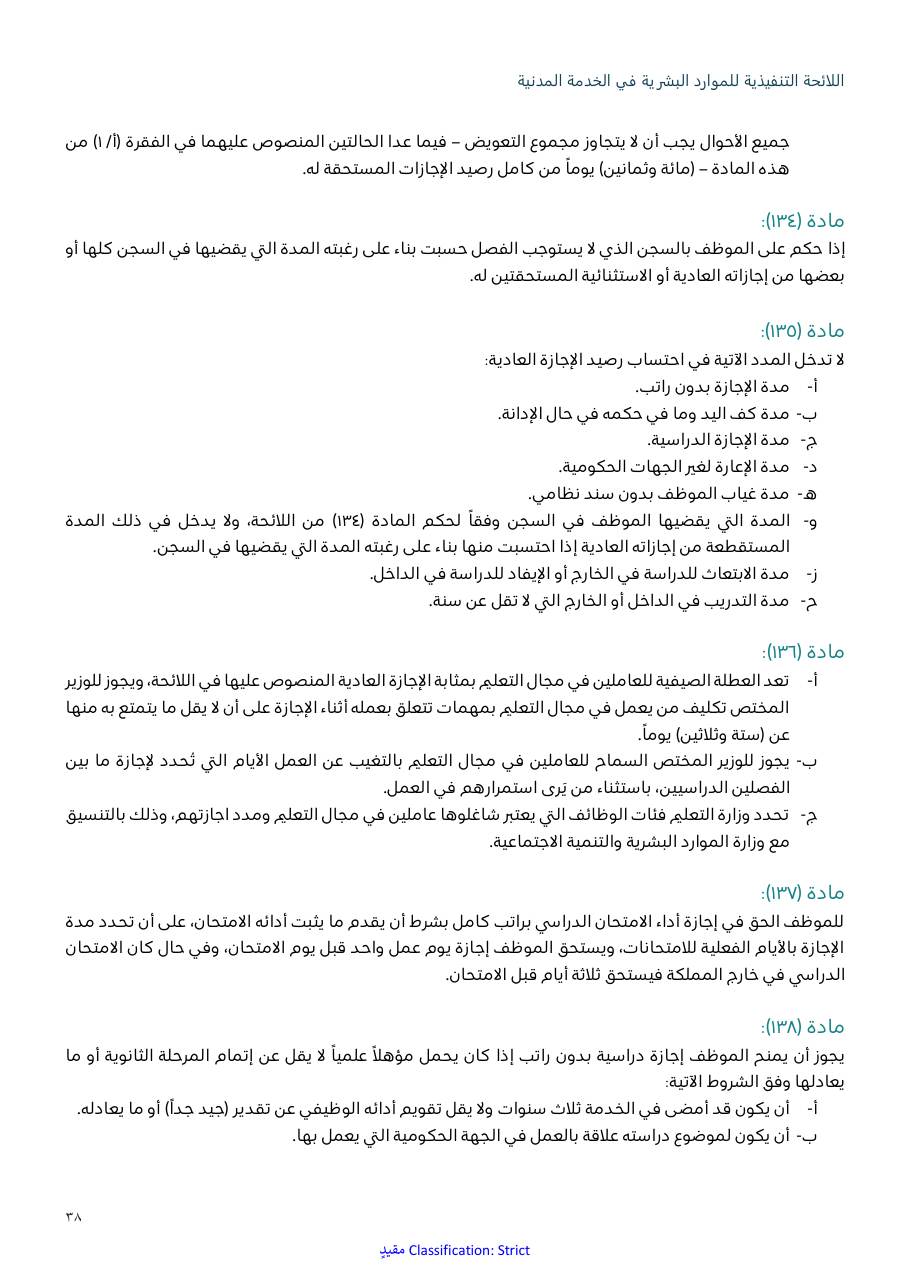 اللائحة التنفيذية للموارد البشرية في الخدمة المدنية
جميع الأحوال يجب أن لا يتجاوز مجموع التعويض – فيما عدا الحالتين المنصوص عليهما في الفقرة (أ/ ١) من
هذه المادة – (مائة وثمانين) يوماً من كامل رصيد الإجازات المستحقة له.
مادة (١٣٤):
إذا حكم على الموظف بالسجن الذي لا يستوجب الفصل حسبت بناء على رغبته المدة التي يقضيها في السجن كلها أو
بعضها من إجازاته العادية أو الاستثنائية المستحقتين له.
مادة (١٣٥):
لا تدخل المدد الآتية في احتساب رصيد الإجازة العادية:
أ- مدة الإجازة بدون راتب.
ب- مدة كف اليد وما في حكمه في حال الإدانة.
ج- مدة الإجازة الدراسية.
د- مدة الإعارة لغير الجهات الحكومية.
ه- مدة غياب الموظف بدون سند نظامي.
و- المدة التي يقضيها الموظف في السجن وفقاً لحكم المادة (١٣٤) من اللائحة، ولا يدخل في ذلك المدة
المستقطعة من إجازاته العادية إذا احتسبت منها بناء على رغبته المدة التي يقضيها في السجن.
ز- مدة الابتعاث للدراسة في الخارج أو الإيفاد للدراسة في الداخل.
ح- مدة التدريب في الداخل أو الخارج التي لا تقل عن سنة.
مادة (١٣٦):
أ- تعد العطلة الصيفية للعاملين في مجال التعليم بمثابة الإجازة العادية المنصوص عليها في اللائحة، ويجوز للوزير
المختص تكليف من يعمل في مجال التعليم بمهمات تتعلق بعمله أثناء الإجازة على أن لا يقل ما يتمتع به منها
عن (ستة وثلاثين) يوماً.
ب- يجوز للوزير المختص السماح للعاملين في مجال التعليم بالتغيب عن العمل الأيام التي تُحدد لإجازة ما بين
الفصلين الدراسيين، باستثناء من يَرى استمرارهم في العمل.
ج- تحدد وزارة التعليم فئات الوظائف التي يعتبر شاغلوها عاملين في مجال التعليم ومدد اجازتهم، وذلك بالتنسيق
مع وزارة الموارد البشرية والتنمية الاجتماعية.
مادة (١٣٧):
للموظف الحق في إجازة أداء الامتحان الدراسي براتب كامل بشرط أن يقدم ما يثبت أدائه الامتحان، على أن تحدد مدة
الإجازة بالأيام الفعلية للامتحانات، ويستحق الموظف إجازة يوم عمل واحد قبل يوم الامتحان، وفي حال كان الامتحان
الدراسي في خارج المملكة فيستحق ثلاثة أيام قبل الامتحان.
مادة (١٣٨):
يجوز أن يمنح الموظف إجازة دراسية بدون راتب إذا كان يحمل مؤهلاً علمياً لا يقل عن إتمام المرحلة الثانوية أو ما
يعادلها وفق الشروط الآتية:
أ- أن يكون قد أمضى في الخدمة ثلاث سنوات ولا يقل تقويم أدائه الوظيفي عن تقدير (جيد جداً) أو ما يعادله.
ب- أن يكون لموضوع دراسته علاقة بالعمل في الجهة الحكومية التي يعمل بها.
٣٨
Classification: Strict مقيدٍ